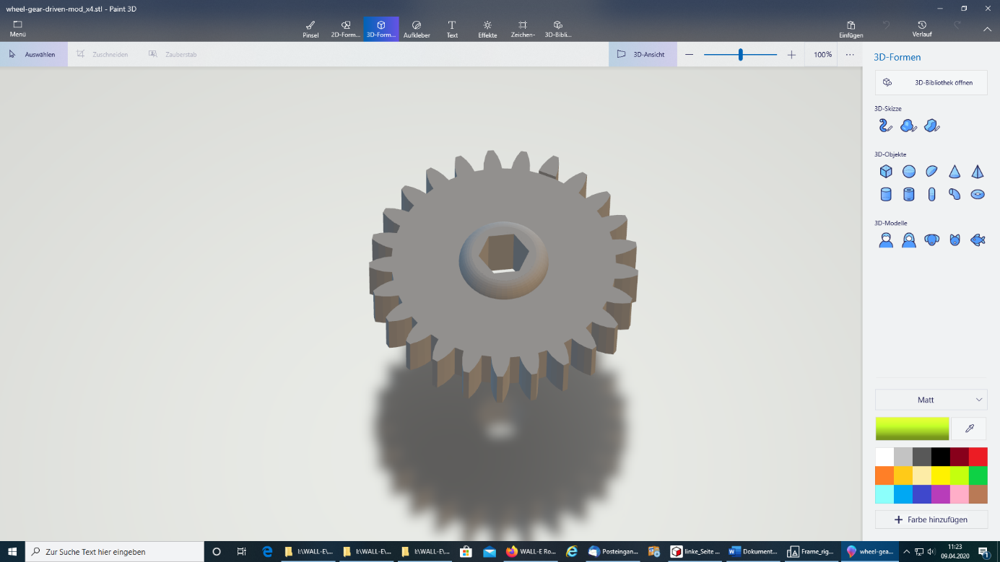 wheel-gear-driven-mod_x4.stl - Paint 3D
Menü
Pinsel
2D-Form...
3D-Form...
Aufkleber
Text
Effekte
Zeichen-
3D-Bibli...
Einfügen
Verlauf
Auswählen
Zuschneiden
Zauberstab
3D-Ansicht
100%
3D-Formen
3D-Bibliothek öffnen
3D-Skizze
3D-Objekte
3D-Modelle
Matt
Farbe hinzufügen
Zur Suche Text hier eingeben
I:\WALL-E\...
I:\WALL-E\...
I:\WALL-E\...
WALL-E Ro...
Posteingan...
linke_Seite ...
Dokument...
Frame_rig...
wheel-gea...
11:23
09.04.2020
1